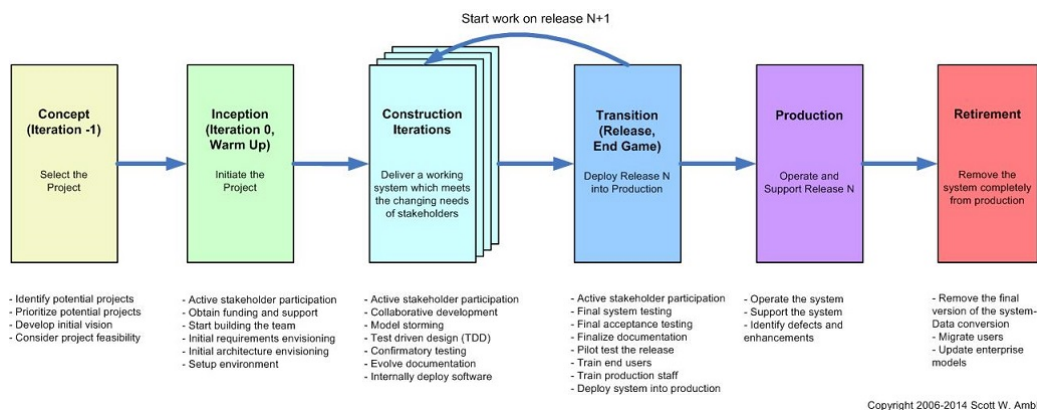 Start work on release N+1
Concept
(Iteration -1)
Select the
Project
Inception
(Iteration 0,
Warm Up)
Initiate the
Project
Construction
Iterations
Deliver a working
system which meets
the changing needs
of stakeholders
Transition
(Release,
End Game)
Deploy Release N
into Production
Production
Operate and
Support Release N
Retirement
Remove the
system completely
from production
- Identify potential projects
- Prioritize potential projects
- Develop initial vision
- Consider project feasibility
- Active stakeholder participation
- Obtain funding and support
- Start building the team
- Initial requirements envisioning
- Initial architecture envisioning
- Setup environment
- Active stakeholder participation
- Collaborative development
- Model storming
- Test driven design (TDD)
- Confirmatory testing
- Evolve documentation
- Internally deploy software
- Active stakeholder participation
- Final system testing
- Final acceptance testing
- Finalize documentation
- Pilot test the release
- Train end users
- Train production staff
- Deploy system into production
- Operate the system
- Support the system
- Identify defects and
enhancements
- Remove the final
version of the system-
Data conversion
- Migrate users
- Update enterprise
models
Copyright 2006-2014 Scott W. Ambl